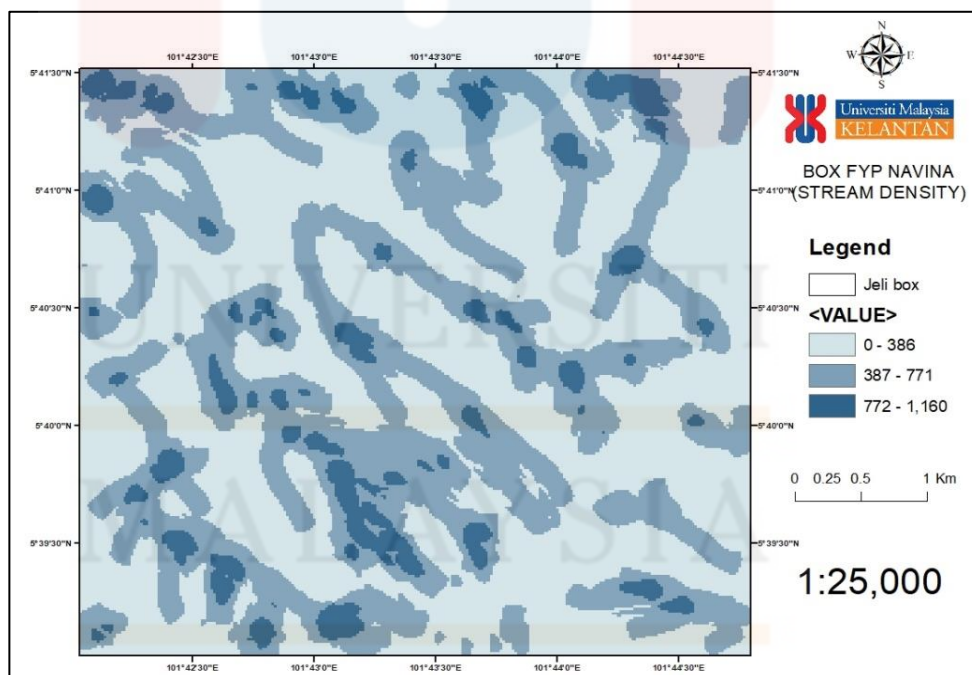 101°42'30"E 101°43'0"E 101°43'30"E 101°44'0"E 101°44'30"E
5°41'30"N 5°41'30"N
5°41'0"N 5°41'0"N
5°40'30"N 5°40'30"N
5°40'0"N 5°40'0"N
5°39'30"N 5°39'30"N
101°42'30"E 101°43'0"E 101°43'30"E 101°44'0"E 101°44'30"E
UNIVERSITI
MALAYSIA
N
W E
S
Universiti Malaysia
KELANTAN
BOX FYP NAVINA
(STREAM DENSITY)
Legend
Jeli box
<VALUE>
0 - 386
387 - 771
772 - 1,160
0 0.25 0.5 1 Km
1:25,000